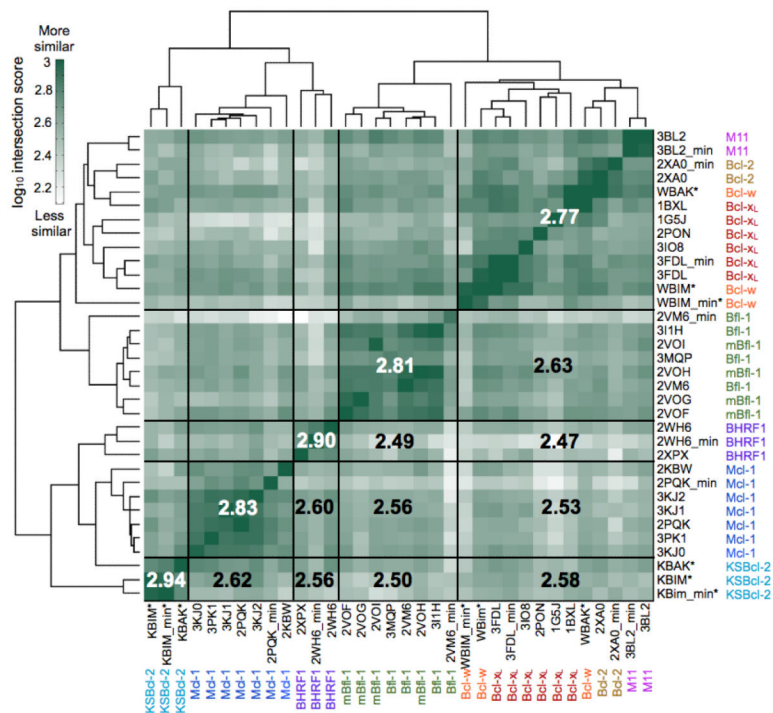 More similar
log10 intersection score
3
2.8
2.6
2.4
2.2
Less similar
3BL2 M11
3BL2_min M11
2XA0_min Bcl-2
2XA0 Bcl-2
WBAK* Bcl-w
1BXL Bcl-xL
1G5J Bcl-xL
2PON Bcl-xL
3IO8 Bcl-xL
3FDL_min Bcl-xL
3FDL Bcl-xL
WBIM* Bcl-w
WBIM_min* Bcl-w
2VM6_min Bfl-1
3I1H Bfl-1
2VOI mBfl-1
3MQP Bfl-1
2VOH mBfl-1
2VM6 Bfl-1
2VOG mBfl-1
2VOF mBfl-1
2WH6 BHRF1
2WH6_min BHRF1
2XPX BHRF1
2KBW Mcl-1
2PQK_min Mcl-1
3KJ2 Mcl-1
3KJ1 Mcl-1
2PQK Mcl-1
3PK1 Mcl-1
3KJ0 Mcl-1
KBAK* KSBcl-2
KBIM* KSBcl-2
KBim_min* KSBcl-2
2.77
2.81 2.63
2.90 2.49 2.47
2.83 2.60 2.56 2.53
2.94 2.62 2.56 2.50 2.58
KBIM* KSBcl-2
KBIM_min* KSBcl-2
KBAK* KSBcl-2
3KJ0 Mcl-1
3PK1 Mcl-1
3KJ1 Mcl-1
2PQK Mcl-1
3KJ2 Mcl-1
2PQK_min Mcl-1
2KBW Mcl-1
2XPX BHRF1
2WH6_min BHRF1
2WH6 BHRF1
2VOF mBfl-1
2VOG mBfl-1
2VOI mBfl-1
3MQP Bfl-1
2VM6 Bfl-1
2VOH mBfl-1
3I1H Bfl-1
2VM6_min Bfl-1
WBIM_min* Bcl-w
WBim* Bcl-w
3FDL Bcl-xL
3FDL_min Bcl-xL
3IO8 Bcl-xL
2PON Bcl-xL
1G5J Bcl-xL
1BXL Bcl-xL
WBAK* Bcl-w
2XA0 Bcl-2
2XA0_min Bcl-2
3BL2_min M11
3BL2 M11